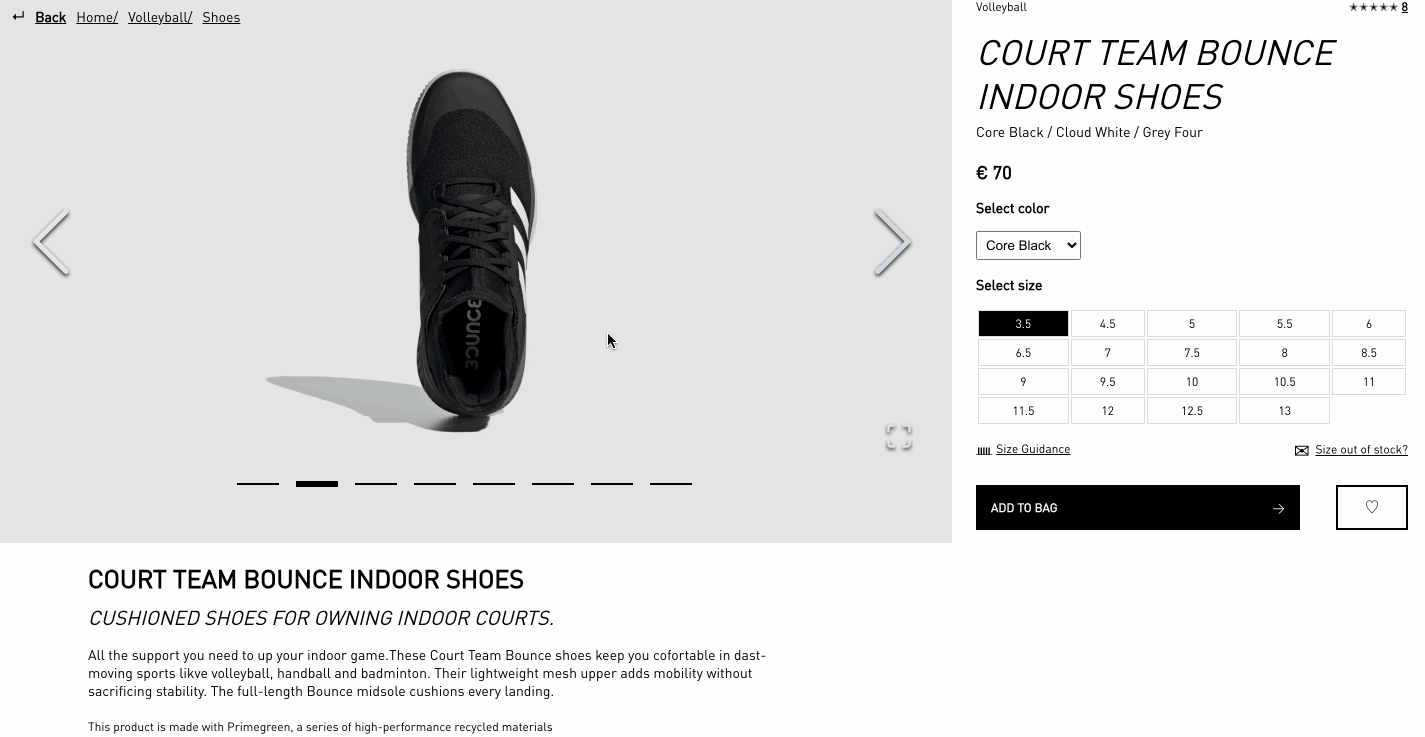 Back Home/ Volleyball/ Shoes
BOUNCE
Volleyball
★★★★★ 8
COURT TEAM BOUNCE
INDOOR SHOES
Core Black / Cloud White / Grey Four
€ 70
Select color
Core Black
Select size
3.5 4.5 5 5.5 6
6.5 7 7.5 8 8.5
9 9.5 10 10.5 11
11.5 12 12.5 13
Size Guidance Size out of stock?
ADD TO BAG →
COURT TEAM BOUNCE INDOOR SHOES
CUSHIONED SHOES FOR OWNING INDOOR COURTS.
All the support you need to up your indoor game.These Court Team Bounce shoes keep you cofortable in dast-
moving sports likve volleyball, handball and badminton. Their lightweight mesh upper adds mobility without
sacrificing stability. The full-length Bounce midsole cushions every landing.
This product is made with Primegreen, a series of high-performance recycled materials